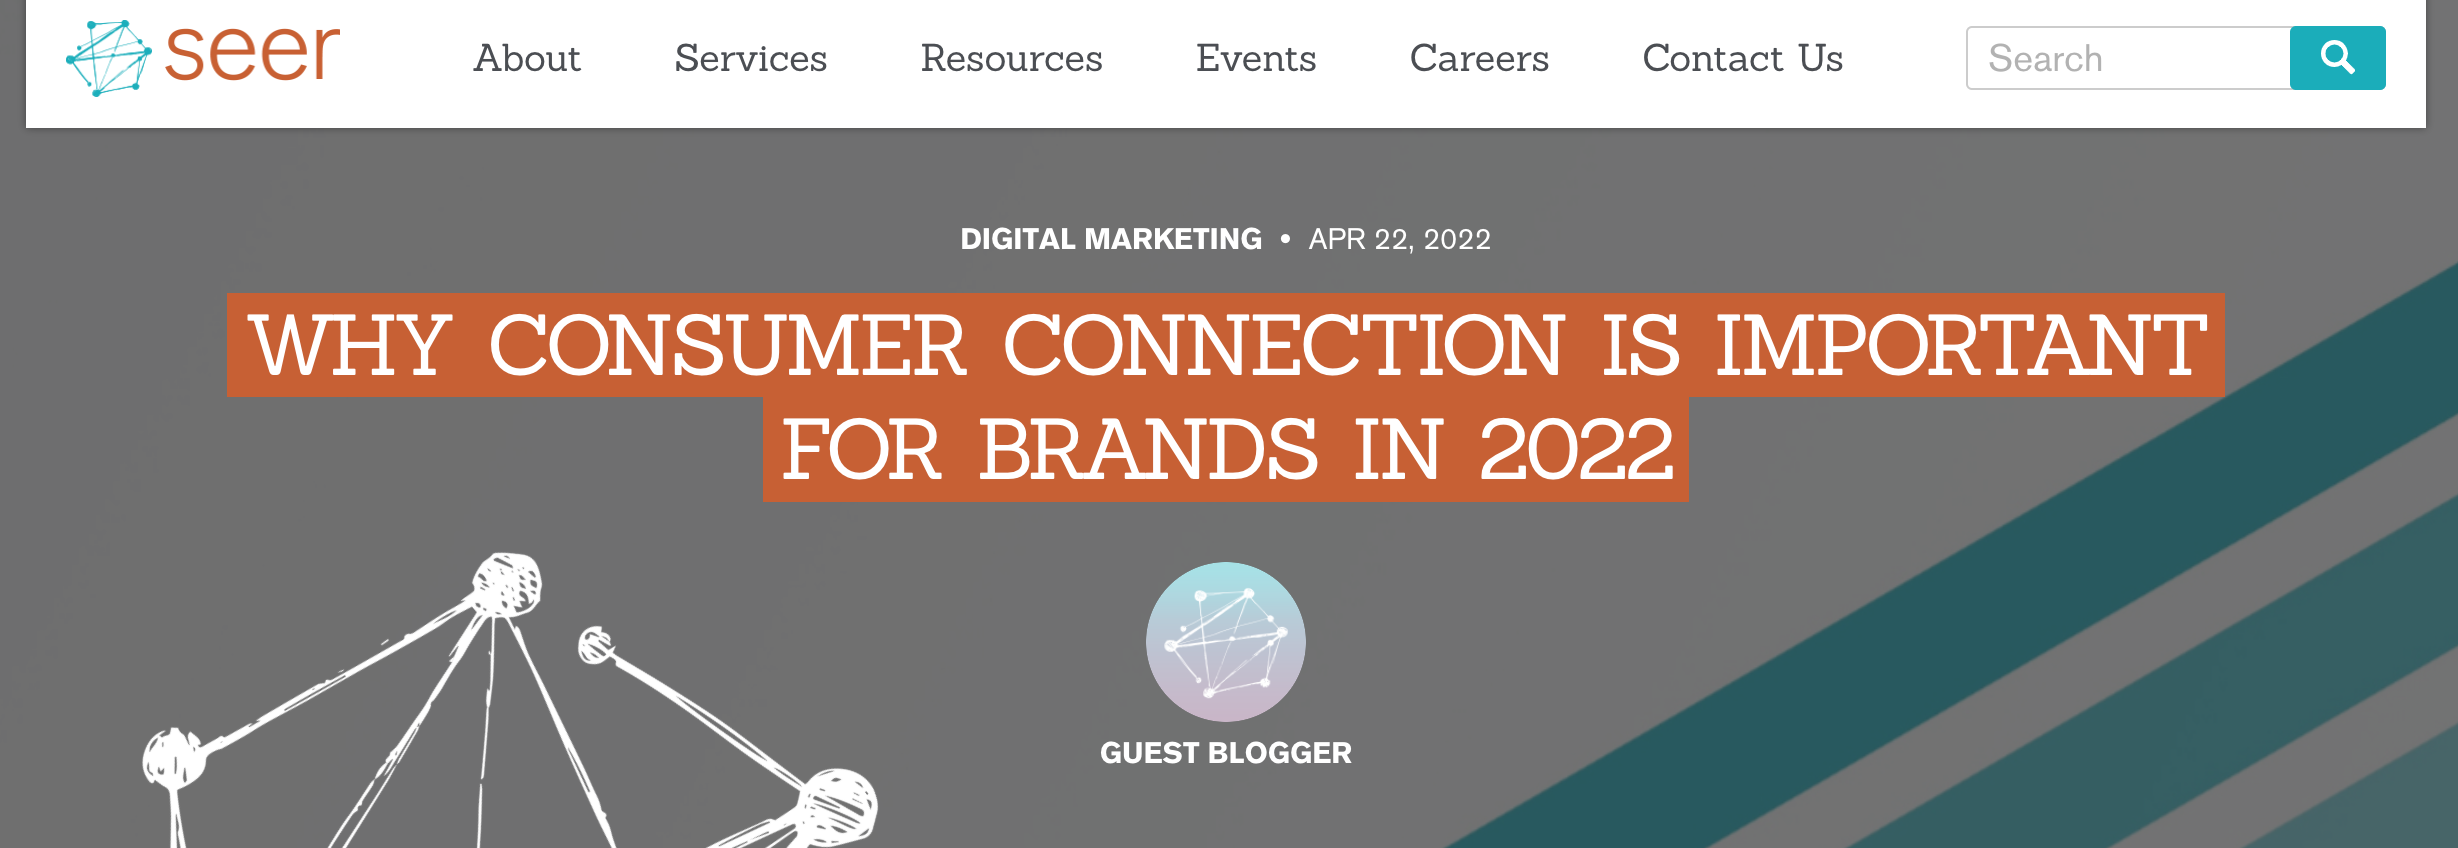 seer
About
Services
Resources
Events
Careers
Contact Us
Search
DIGITAL MARKETING • APR 22, 2022
WHY CONSUMER CONNECTION IS IMPORTANT
FOR BRANDS IN 2022
GUEST BLOGGER